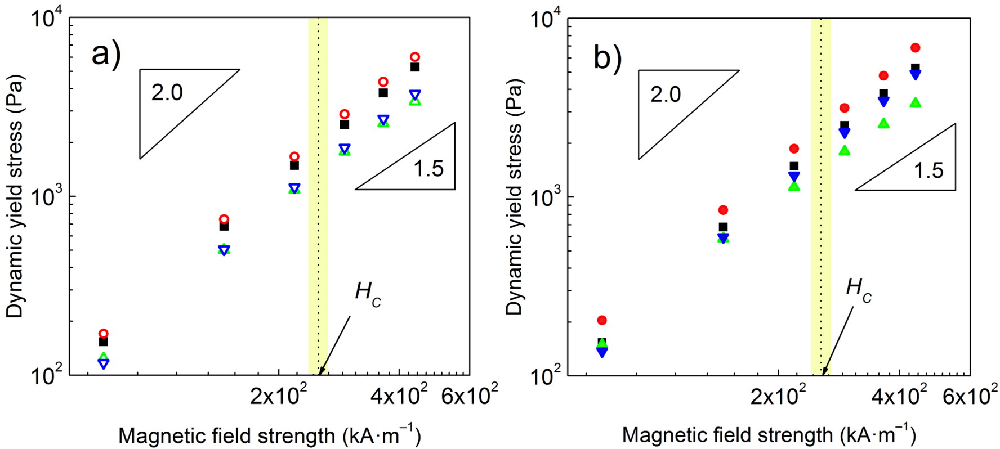 a)
Dynamic yield stress (Pa)
10⁴
10³
10²
2.0
1.5
H_C
2x10²
4x10²
6x10²
Magnetic field strength (kA·m⁻¹)
b)
Dynamic yield stress (Pa)
10⁴
10³
10²
2.0
1.5
H_C
2x10²
4x10²
6x10²
Magnetic field strength (kA·m⁻¹)